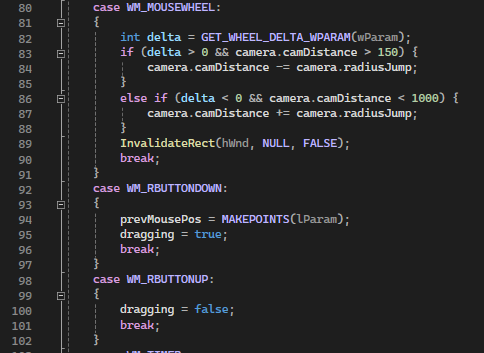 80 case WM_MOUSEWHEEL:
81 {
82 int delta = GET_WHEEL_DELTA_WPARAM(wParam);
83 if (delta > 0 && camera.camDistance > 150) {
84 camera.camDistance -= camera.radiusJump;
85 }
86 else if (delta < 0 && camera.camDistance < 1000) {
87 camera.camDistance += camera.radiusJump;
88 }
89 InvalidateRect(hWnd, NULL, FALSE);
90 break;
91 }
92 case WM_RBUTTONDOWN:
93 {
94 prevMousePos = MAKEPOINTS(lParam);
95 dragging = true;
96 break;
97 }
98 case WM_RBUTTONUP:
99 {
100 dragging = false;
101 break;
102 }